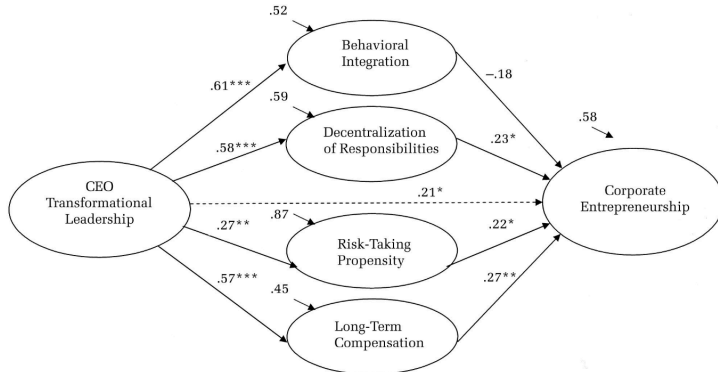 .52
Behavioral
Integration
–.18
.61***
.59
.58
Decentralization
of Responsibilities
.58***
.23*
CEO
Transformational
Leadership
.21*
Corporate
Entrepreneurship
.87
.27**
Risk-Taking
Propensity
.22*
.57***
.45
.27**
Long-Term
Compensation